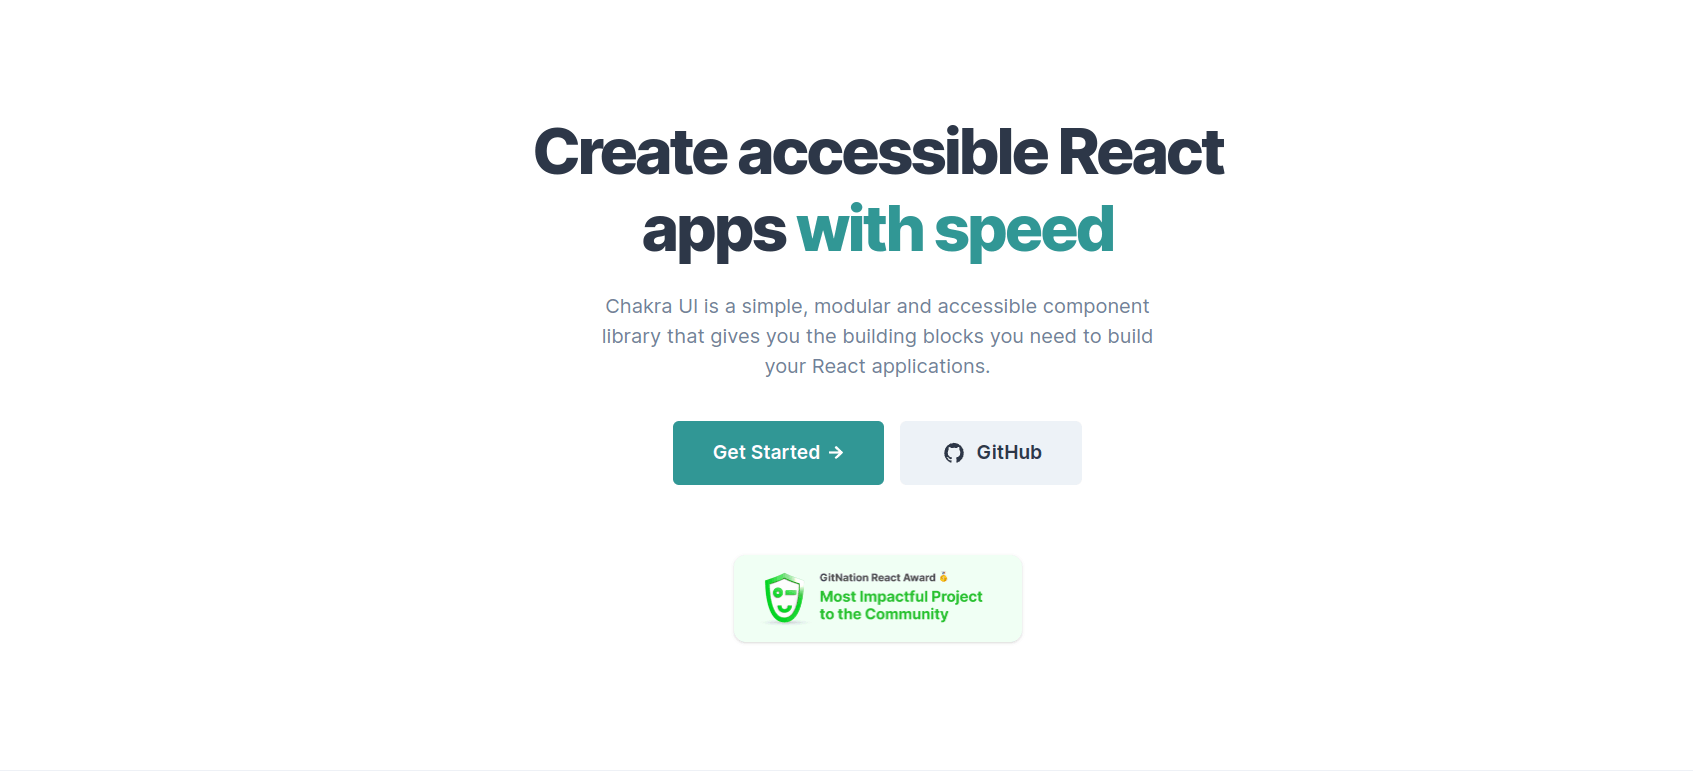 Create accessible React
apps with speed
Chakra UI is a simple, modular and accessible component
library that gives you the building blocks you need to build
your React applications.
Get Started →
GitHub
GitNation React Award 🏅
Most Impactful Project
to the Community